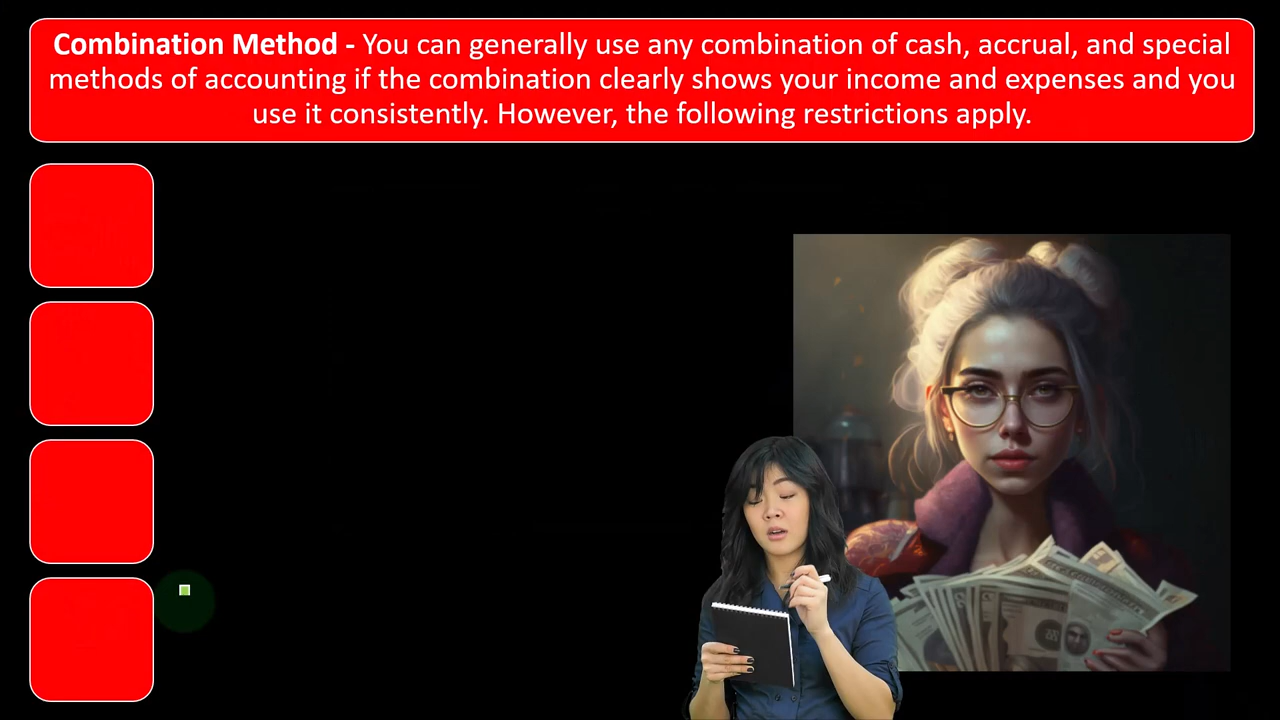 Combination Method - You can generally use any combination of cash, accrual, and special
methods of accounting if the combination clearly shows your income and expenses and you
use it consistently. However, the following restrictions apply.